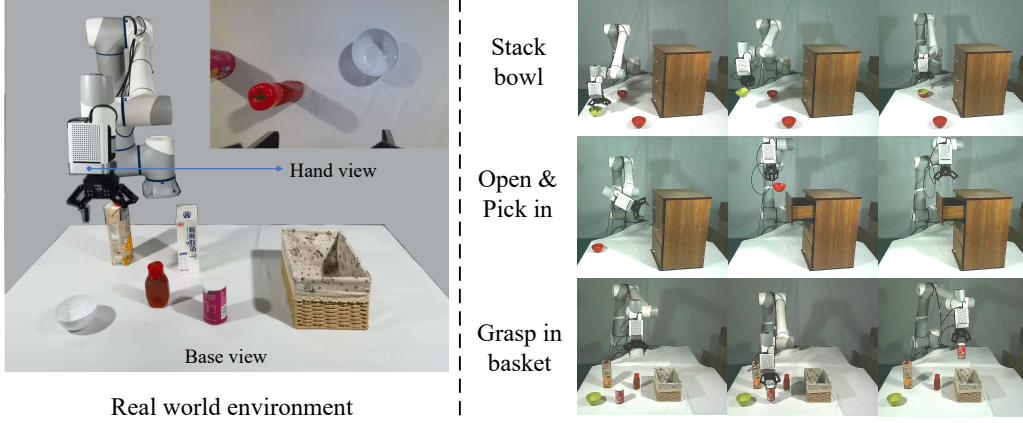 Hand view
Base view
Real world environment
Stack
bowl
Open &
Pick in
Grasp in
basket